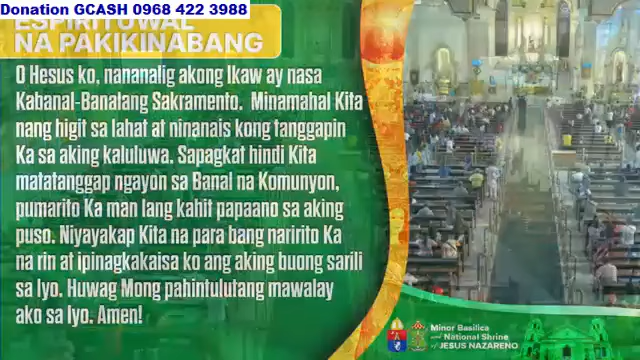 Donation GCASH 0968 422 3988
ESPIRITUWAL
NA PAKIKINABANG
O Hesus ko, nananalig akong Ikaw ay nasa
Kabanal-Banalang Sakramento. Minamahal Kita
nang higit sa lahat at ninanais kong tanggapin
Ka sa aking kaluluwa. Sapagkat hindi Kita
matatanggap ngayon sa Banal na Komunyon,
pumarito Ka man lang kahit papaano sa aking
puso. Niyayakap Kita na para bang naririto Ka
na rin at ipinagkakaisa ko ang aking buong sarili
sa Iyo. Huwag Mong pahintulutang mawalay
ako sa Iyo. Amen!
Minor Basilica
and National Shrine
of JESUS NAZARENO